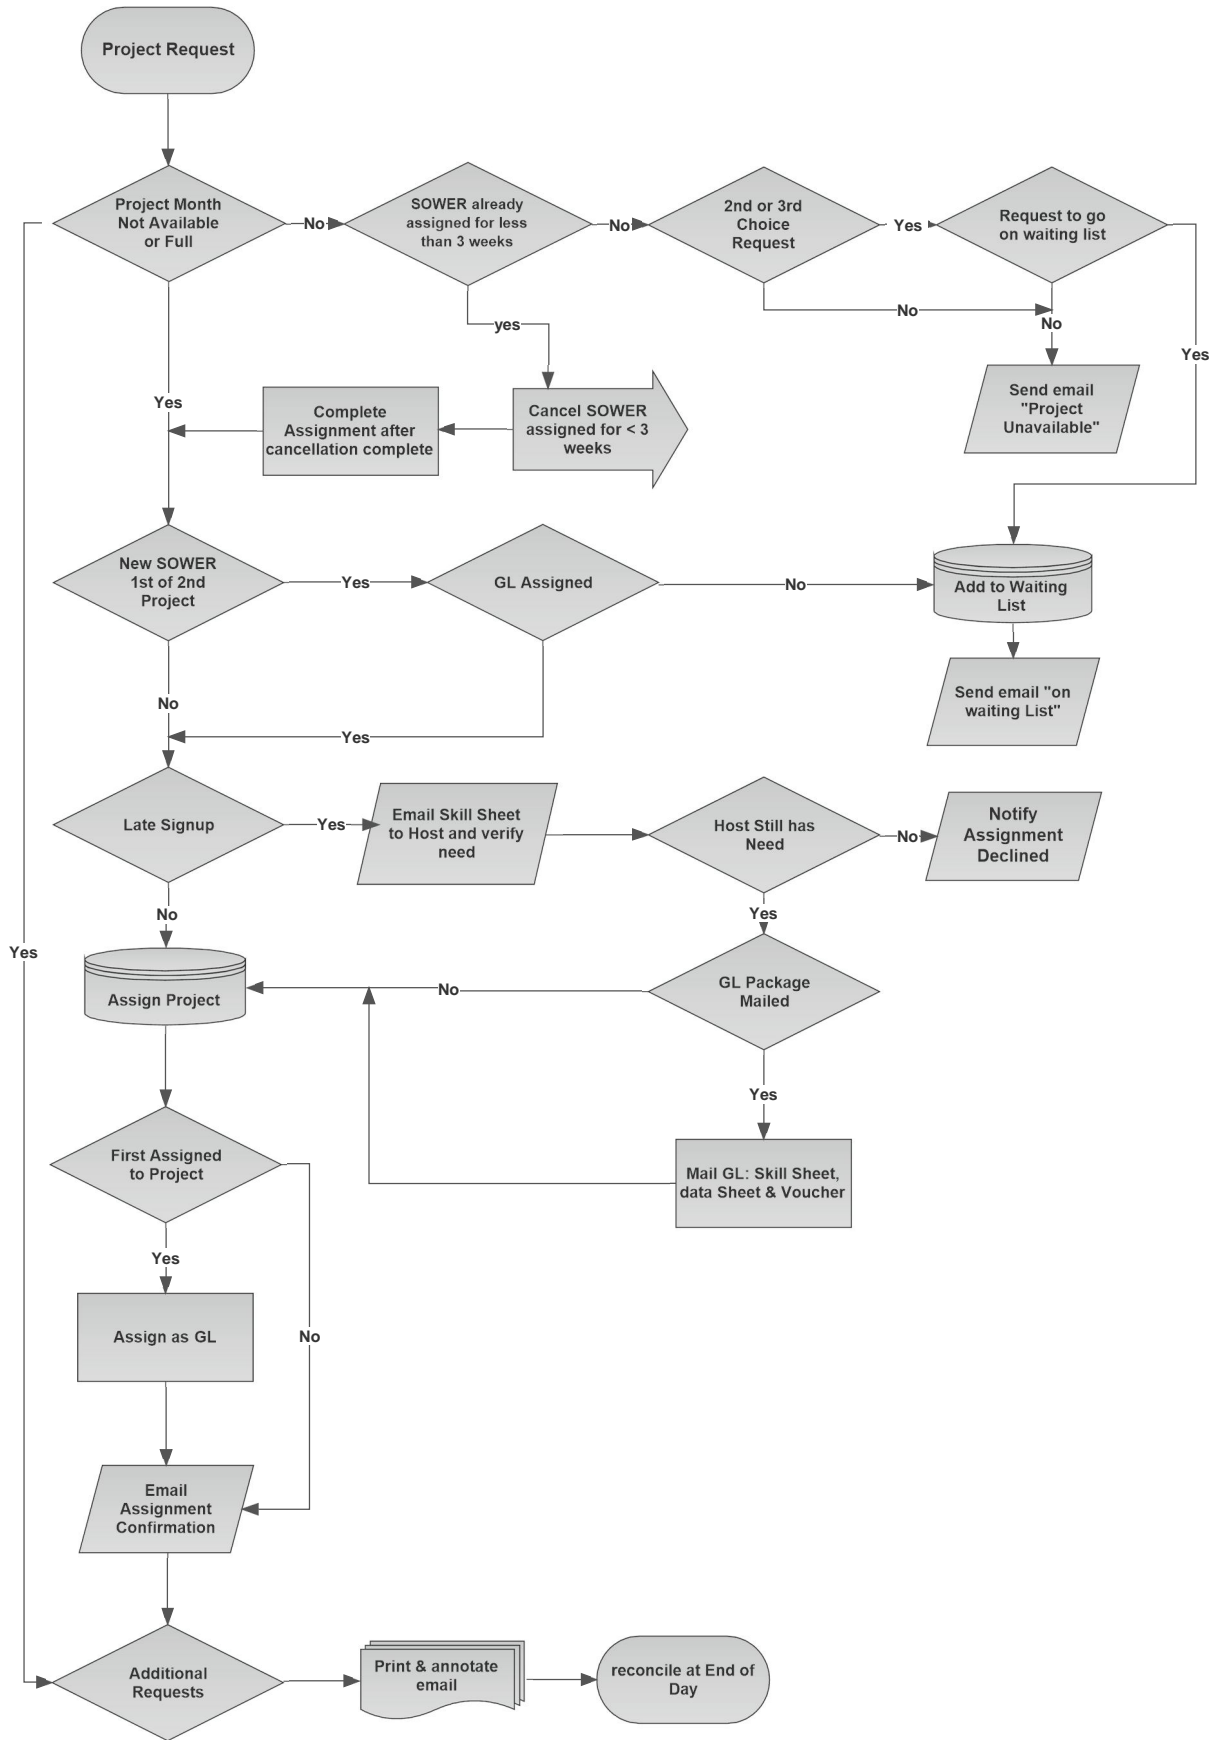 Project Request
Project Month
Not Available
or Full
No
SOWER already
assigned for less
than 3 weeks
No
2nd or 3rd
Choice
Request
Yes
Request to go
on waiting list
No
No
yes
Yes
Send email
"Project
Unavailable"
Yes
Complete
Assignment after
cancellation complete
Cancel SOWER
assigned for < 3
weeks
New SOWER
1st of 2nd
Project
Yes
GL Assigned
No
Add to Waiting
List
Send email "on
waiting List"
No
Yes
Late Signup
Yes
Email Skill Sheet
to Host and verify
need
Host Still has
Need
No
Notify
Assignment
Declined
No
Yes
Yes
Assign Project
No
GL Package
Mailed
Yes
First Assigned
to Project
Mail GL: Skill Sheet,
data Sheet & Voucher
Yes
Assign as GL
No
Email
Assignment
Confirmation
Additional
Requests
Print & annotate
email
reconcile at End of
Day